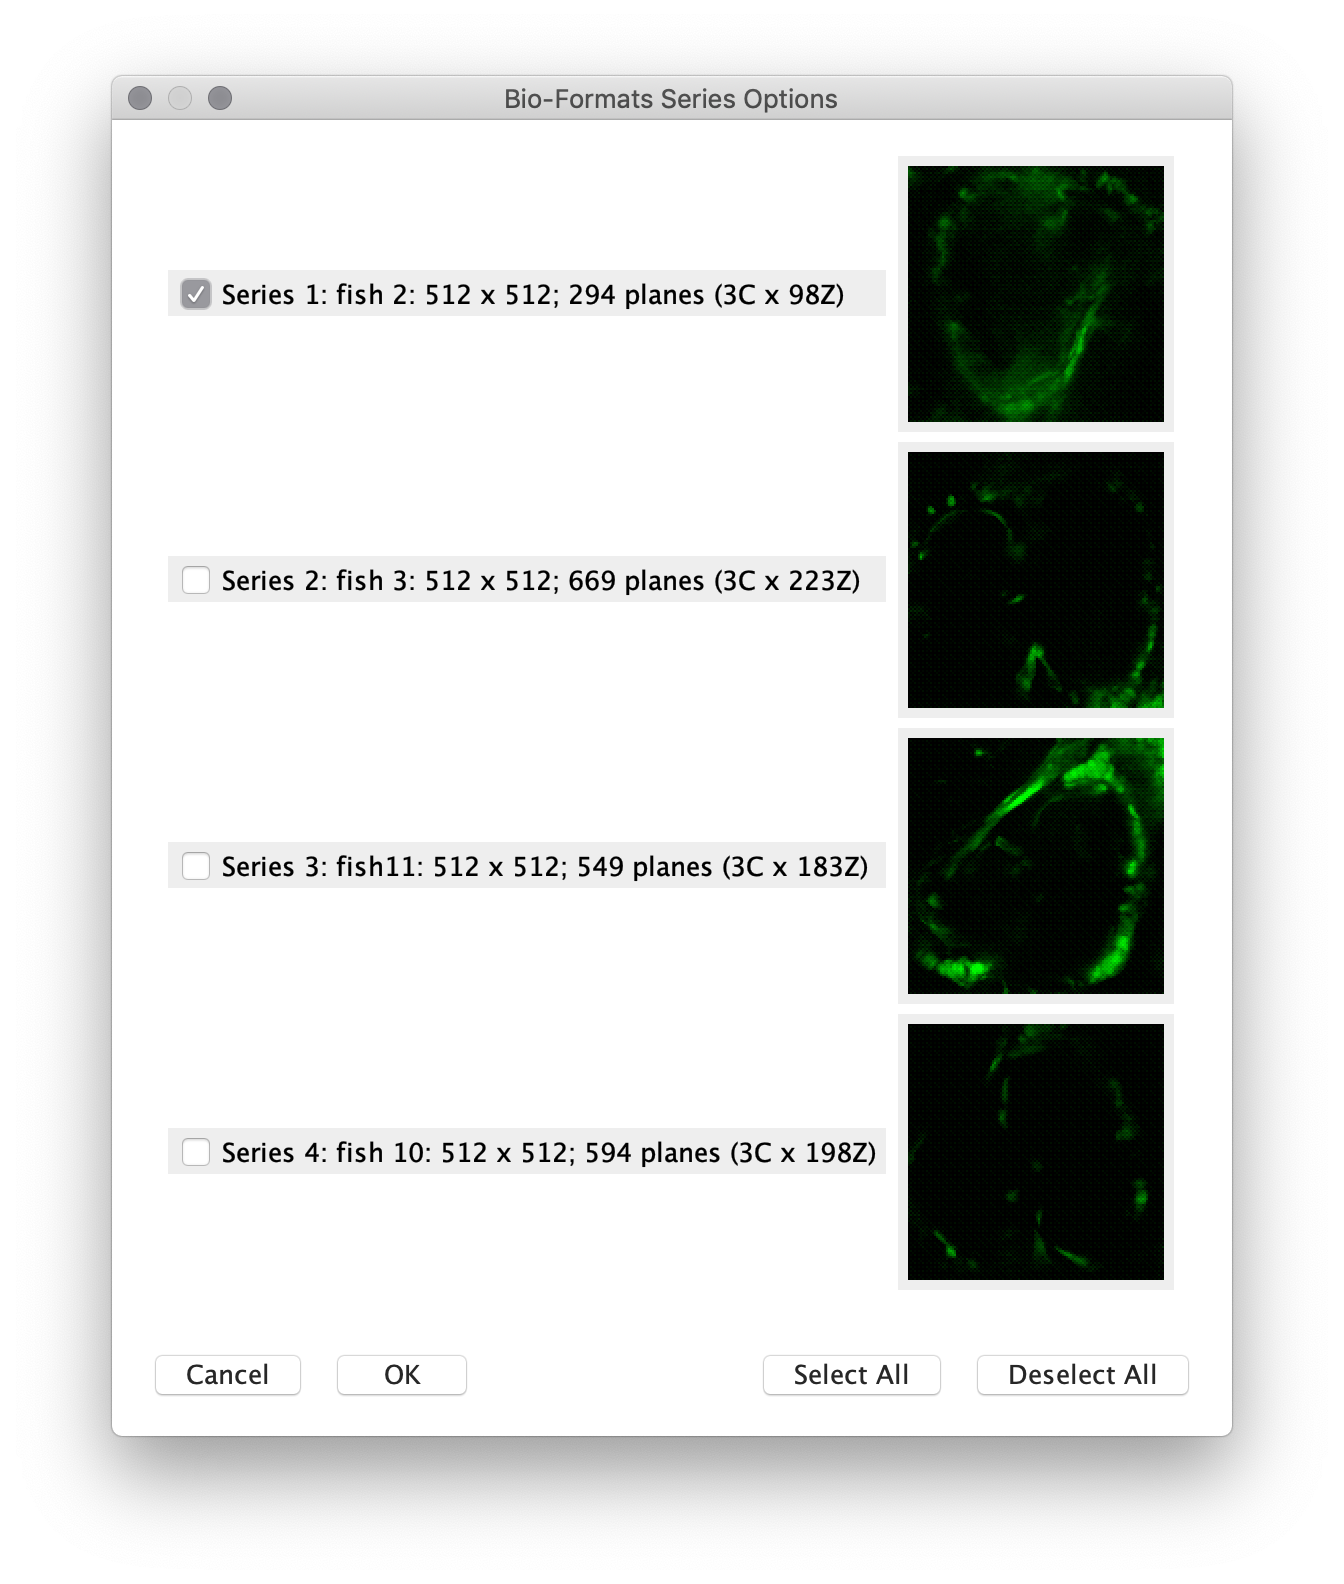 Bio-Formats Series Options
Series 1: fish 2: 512 x 512; 294 planes (3C x 98Z)
Series 2: fish 3: 512 x 512; 669 planes (3C x 223Z)
Series 3: fish11: 512 x 512; 549 planes (3C x 183Z)
Series 4: fish 10: 512 x 512; 594 planes (3C x 198Z)
Cancel OK Select All Deselect All